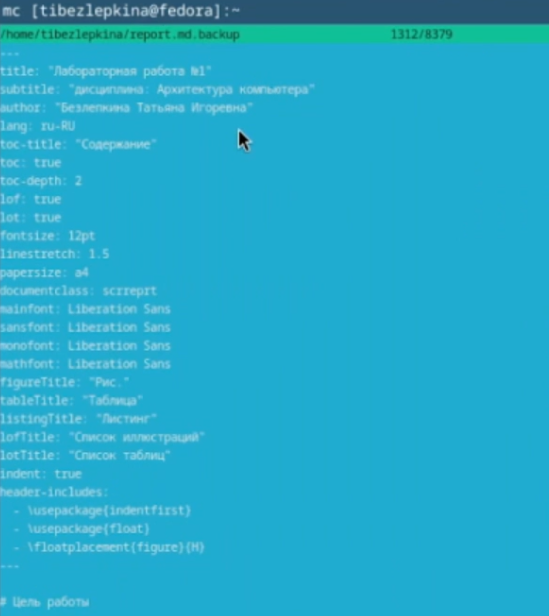 mc [tibezlepkina@fedora]:~
/home/tibezlepkina/report.md.backup 1312/8379
---
title: "Лабораторная работа №1"
subtitle: "дисциплина: Архитектура компьютера"
author: "Безлепкина Татьяна Игоревна"
lang: ru-RU
toc-title: "Содержание"
toc: true
toc-depth: 2
lof: true
lot: true
fontsize: 12pt
linestretch: 1.5
papersize: a4
documentclass: scrreprt
mainfont: Liberation Sans
sansfont: Liberation Sans
monofont: Liberation Sans
mathfont: Liberation Sans
figureTitle: "Рис."
tableTitle: "Таблица"
listingTitle: "Листинг"
lofTitle: "Список иллюстраций"
lotTitle: "Список таблиц"
indent: true
header-includes:
  - \usepackage{indentfirst}
  - \usepackage{float}
  - \floatplacement{figure}{H}
---
# Цель работы